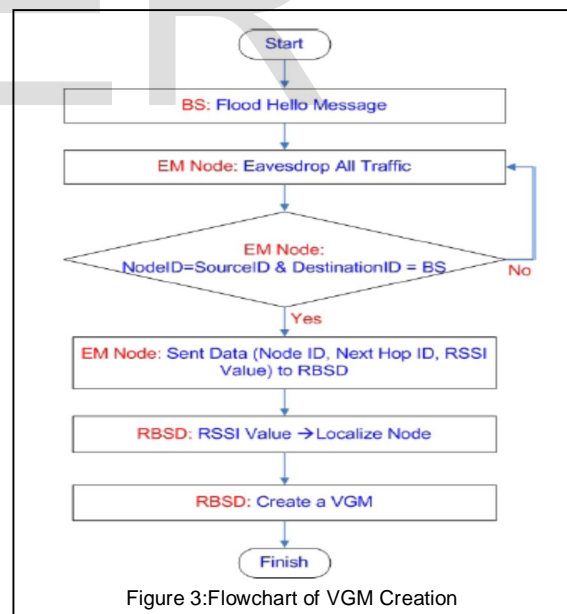 Start
BS: Flood Hello Message
EM Node: Eavesdrop All Traffic
EM Node:
NodeID=SourceID & DestinationID = BS
No
Yes
EM Node: Sent Data (Node ID, Next Hop ID, RSSI
Value) to RBSD
RBSD: RSSI Value →Localize Node
RBSD: Create a VGM
Finish
Figure 3:Flowchart of VGM Creation